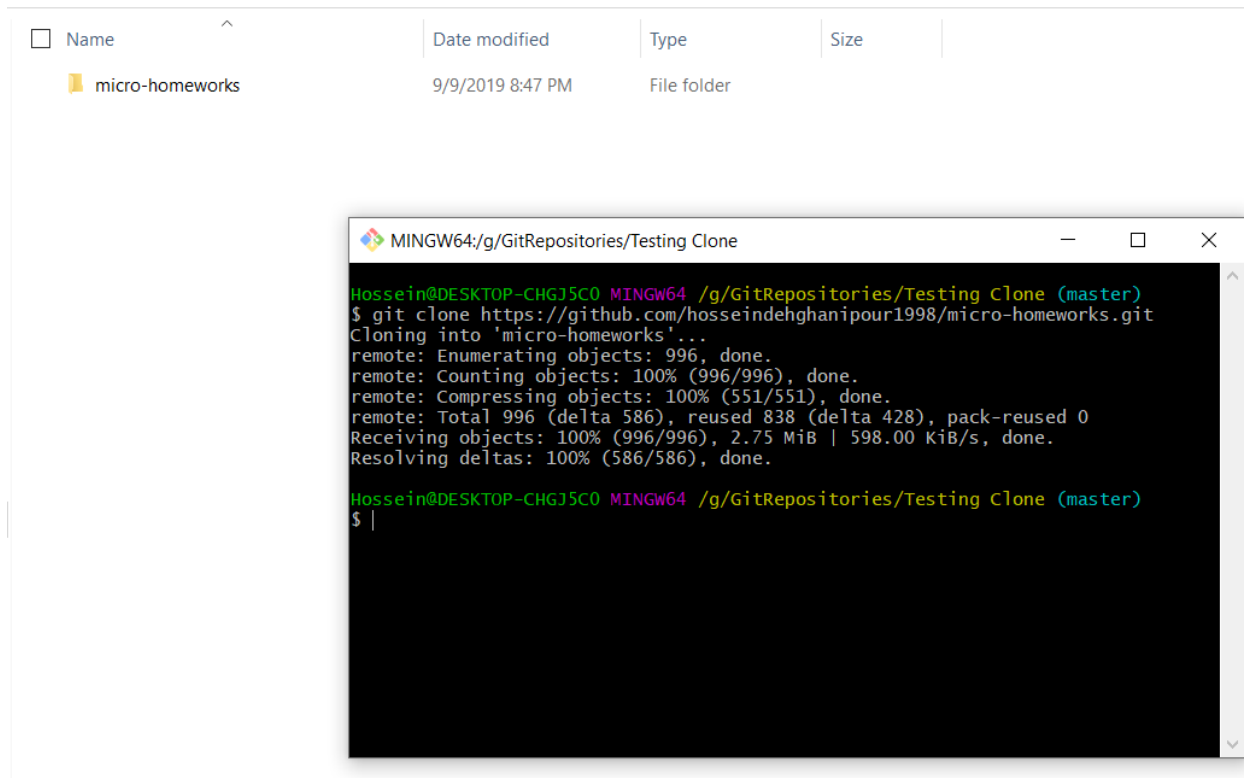 Name Date modified Type Size
micro-homeworks 9/9/2019 8:47 PM File folder
MINGW64:/g/GitRepositories/Testing Clone
Hossein@DESKTOP-CHGJ5C0 MINGW64 /g/GitRepositories/Testing Clone (master)
$ git clone https://github.com/hosseindehghanipour1998/micro-homeworks.git
Cloning into 'micro-homeworks'...
remote: Enumerating objects: 996, done.
remote: Counting objects: 100% (996/996), done.
remote: Compressing objects: 100% (551/551), done.
remote: Total 996 (delta 586), reused 838 (delta 428), pack-reused 0
Receiving objects: 100% (996/996), 2.75 MiB | 598.00 KiB/s, done.
Resolving deltas: 100% (586/586), done.
Hossein@DESKTOP-CHGJ5C0 MINGW64 /g/GitRepositories/Testing Clone (master)
$